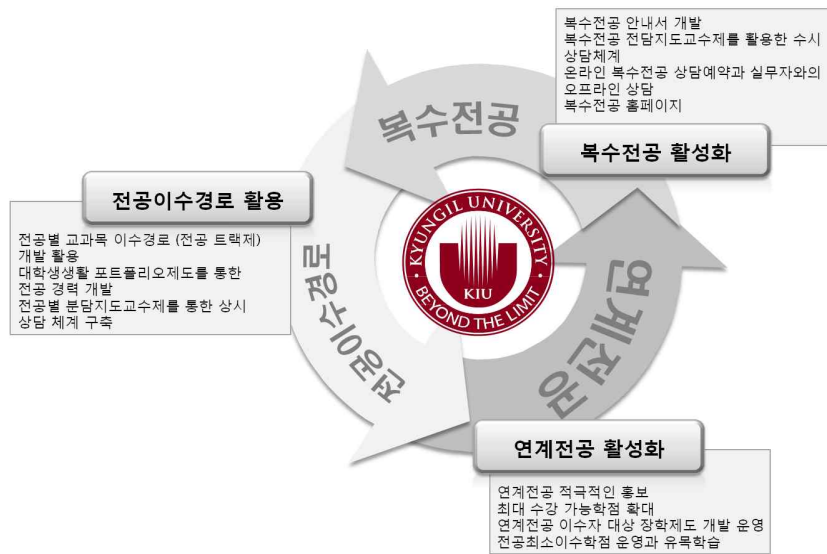 복수전공 안내서 개발
복수전공 전담지도교수제를 활용한 수시
상담체계
온라인 복수전공 상담예약과 실무자와의
오프라인 상담
복수전공 홈페이지
복수전공 활성화
복수전공
전공이수경로 활용
전공별 교과목 이수경로 (전공 트랙제)
개발 활용
대학생생활 포트폴리오제도를 통한
전공 경력 개발
전공별 분담지도교수제를 통한 상시
상담 체계 구축
전공이수경로
KYUNGIL UNIVERSITY
KIU
BEYOND THE LIMIT
연계전공
연계전공 활성화
연계전공 적극적인 홍보
최대 수강 가능학점 확대
연계전공 이수자 대상 장학제도 개발 운영
전공최소이수학점 운영과 유목학습